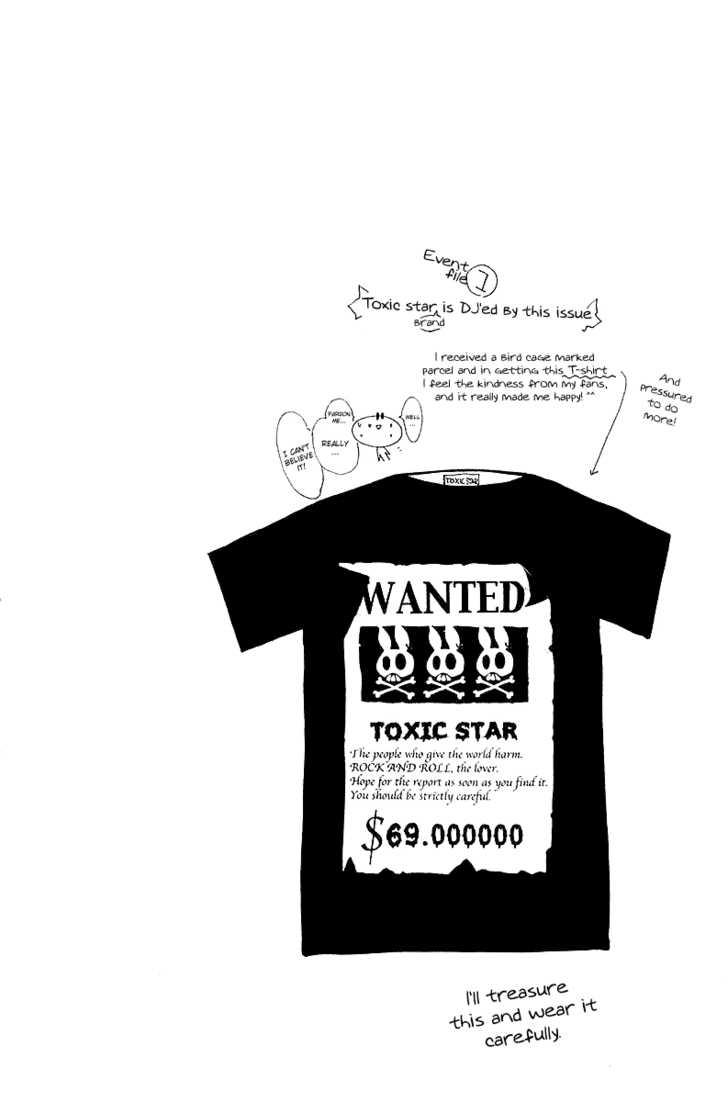 Event
file 1
Toxic star, is DJ'ed By this issue
Brand
I received a Bird cage marked
parcel and in getting this T-shirt
I feel the kindness from my fans,
and it really made me happy! ^^
And
pressured
to do
more!
WELL
...
PARDON
ME...
REALLY
...
I CAN'T
BELIEVE
IT!
TOXIC STAR
WANTED
TOXIC STAR
The people who give the world harm.
ROCK AND ROLL, the lover.
Hope for the report as soon as you find it.
You should be strictly careful.
$69.000000
I'll treasure
this and wear it
carefully.